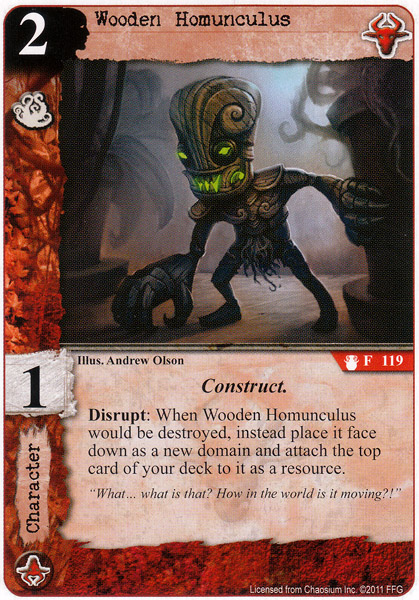 2
Wooden Homunculus
Illus. Andrew Olson
F 119
1
Construct.
Disrupt: When Wooden Homunculus
would be destroyed, instead place it face
down as a new domain and attach the top
card of your deck to it as a resource.
"What... what is that? How in the world is it moving?!"
Character
Licensed from Chaosium Inc. ©2011 FFG